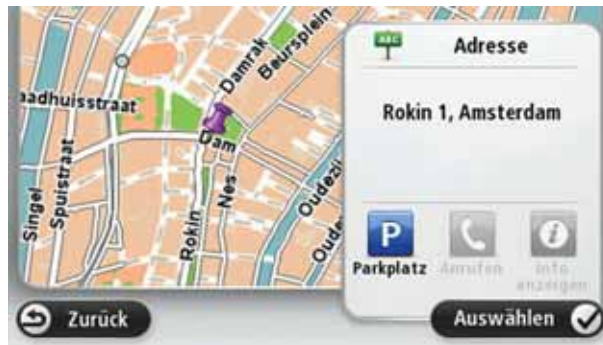 Damrak
Beursplein
aadhuisstraat
Dam
Singel
Spuistraat
Rokin
Nes
Oudezij
Oude
ABC
Adresse
Rokin 1, Amsterdam
P
Parkplatz
Anrufen
Info
anzeigen
Zurück
Auswählen